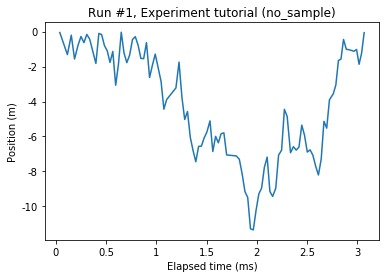 Run #1, Experiment tutorial (no_sample)
Position (m)
0
-2
-4
-6
-8
-10
0 0.5 1 1.5 2 2.5 3
Elapsed time (ms)